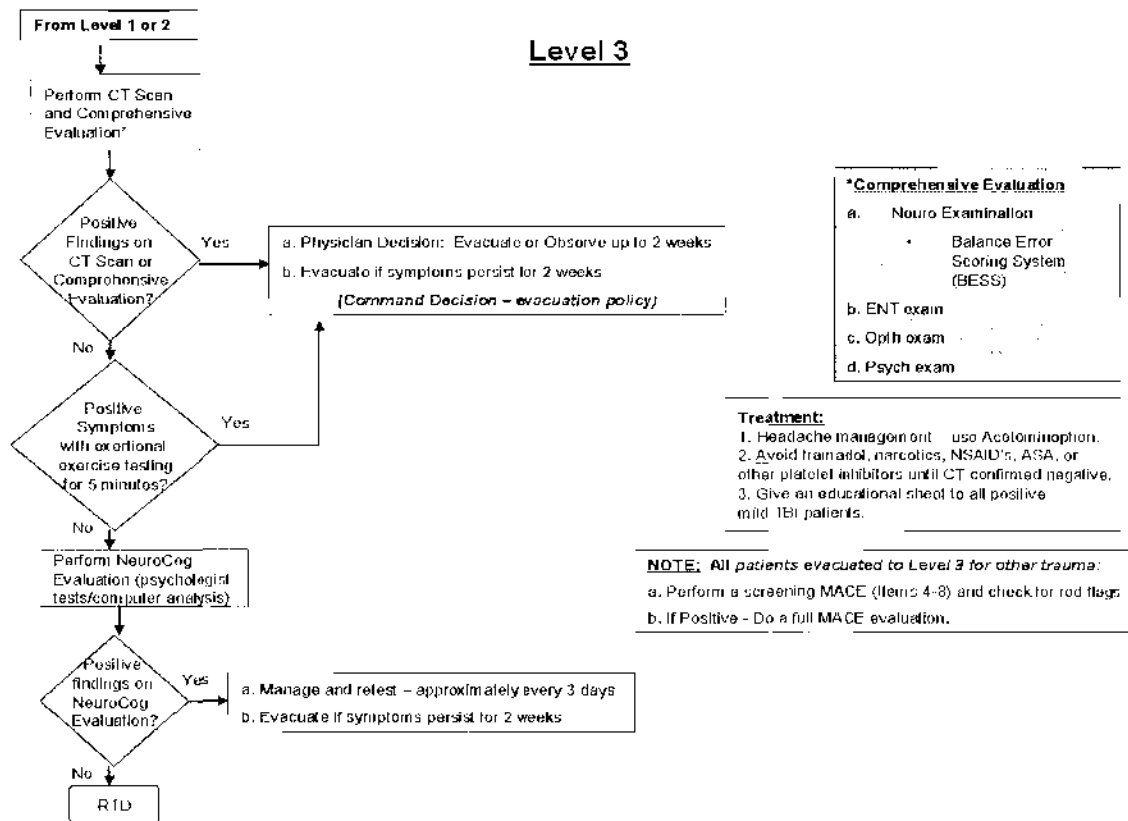 From Level 1 or 2
Level 3
Perform CT Scan
and Comprehensive
Evaluation*
Positive
Findings on
CT Scan or
Comprehensive
Evaluation?
Yes
a. Physician Decision: Evacuate or Observe up to 2 weeks
b. Evacuate if symptoms persist for 2 weeks
(Command Decision – evacuation policy)
*Comprehensive Evaluation
a. Neuro Examination
• Balance Error
Scoring System
(BESS)
b. ENT exam
c. Opth exam
d. Psych exam
No
Positive
Symptoms
with exertional
exercise testing
for 5 minutes?
Yes
Treatment:
1. Headache management use Acetominophen.
2. Avoid tramadol, narcotics, NSAID's, ASA, or
other platelet inhibitors until CT confirmed negative.
3. Give an educational sheet to all positive
mild TBI patients.
No
Perform NeuroCog
Evaluation (psychologist
tests/computer analysis)
NOTE: All patients evacuated to Level 3 for other trauma:
a. Perform a screening MACE (Items 4-8) and check for red flags
b. If Positive - Do a full MACE evaluation.
Positive
findings on
NeuroCog
Evaluation?
Yes
a. Manage and retest – approximately every 3 days
b. Evacuate if symptoms persist for 2 weeks
No
RTD